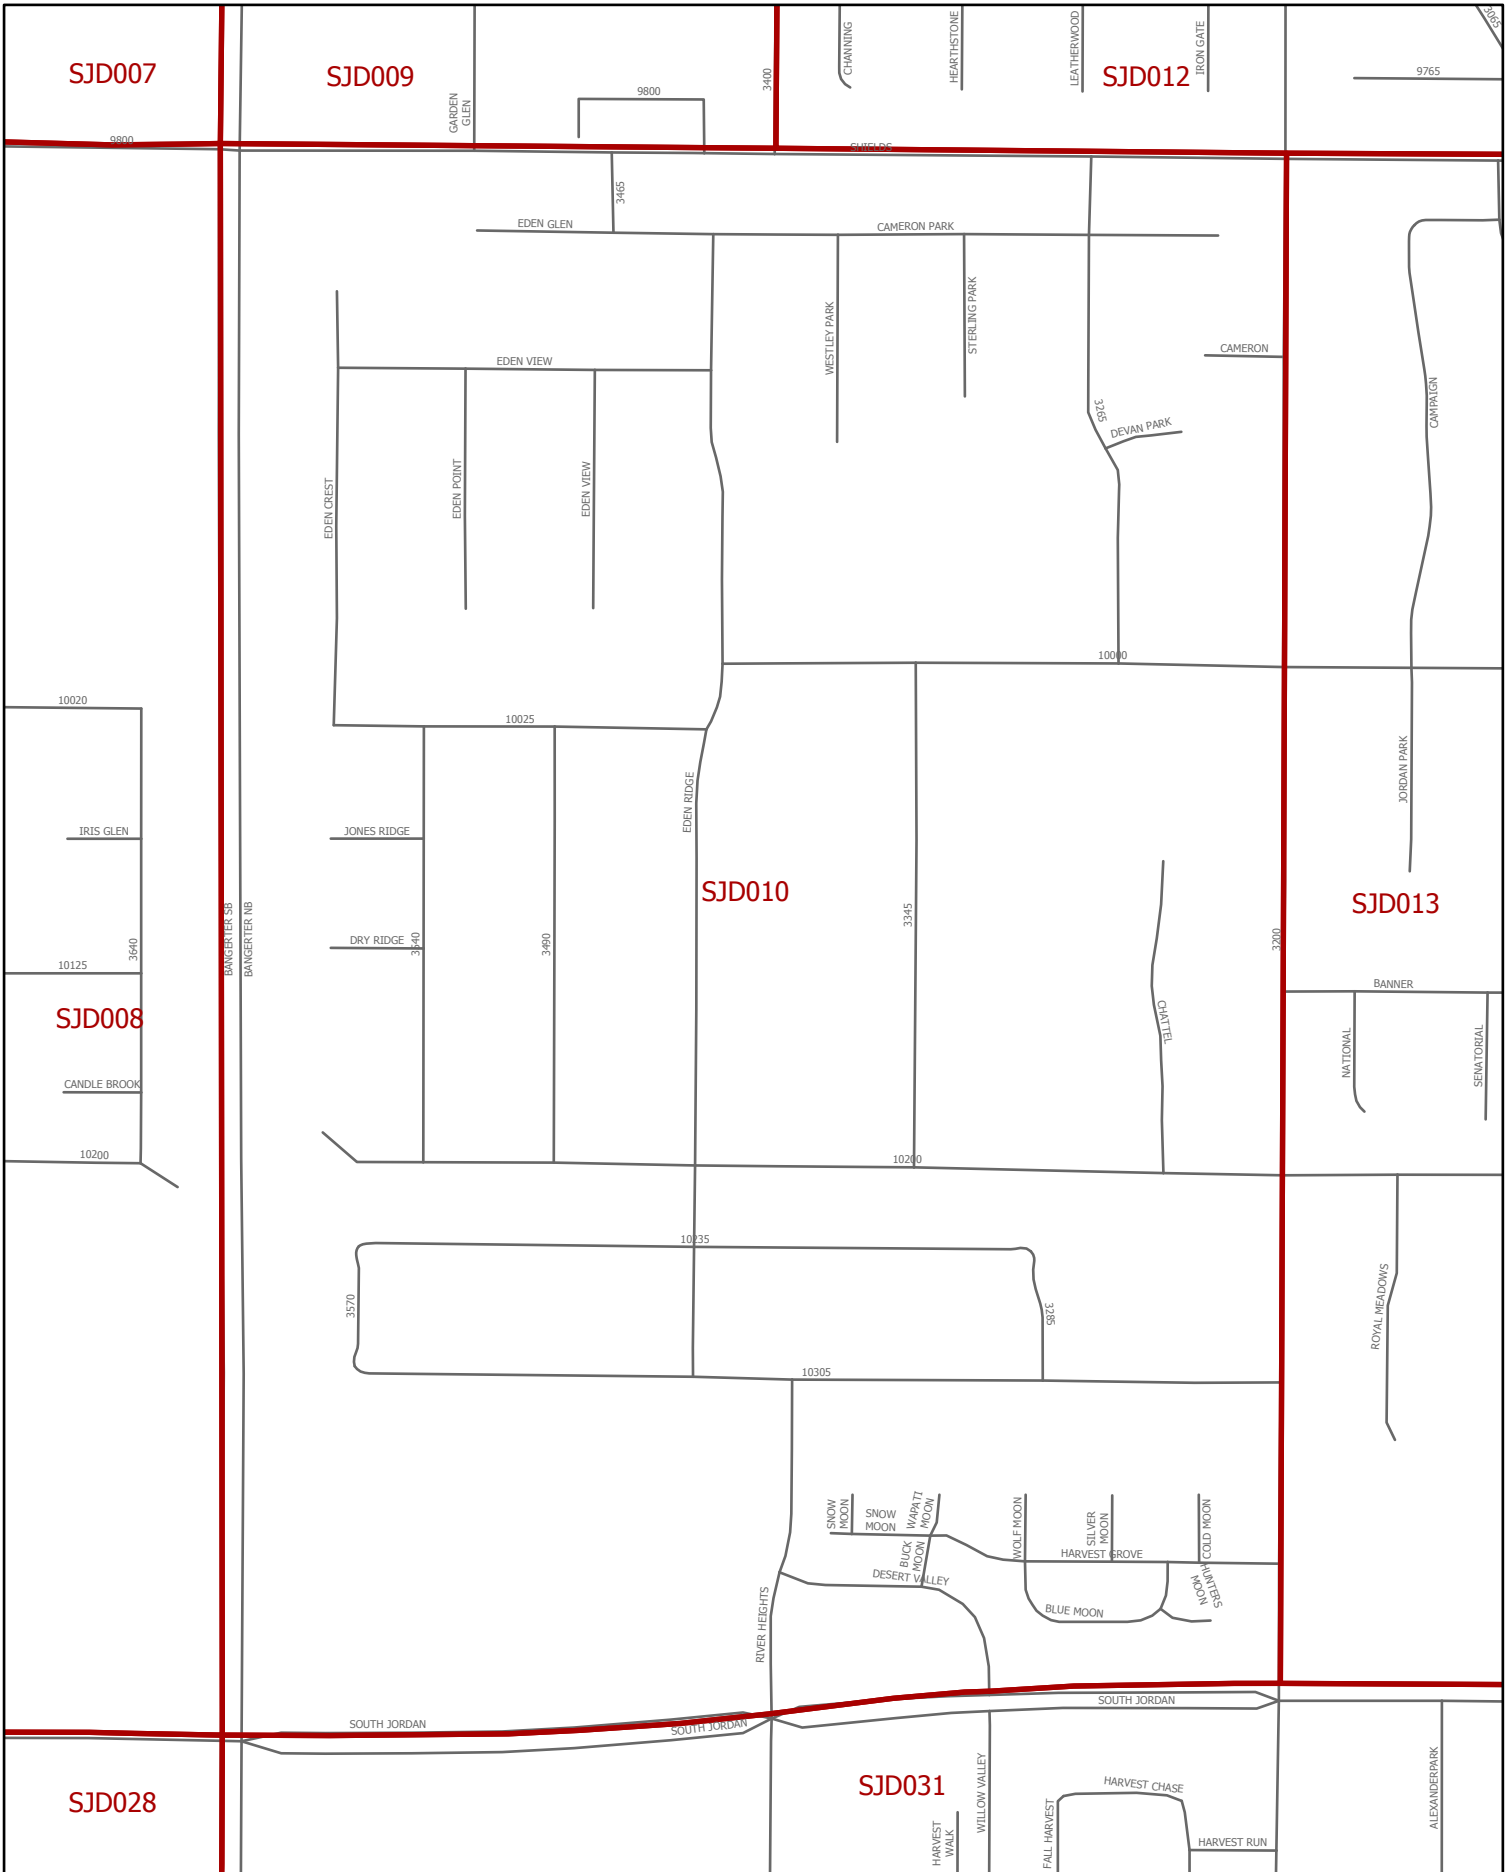 3065
CHANNING
HEARTHSTONE
LEATHERWOOD
IRON GATE
SJD007
SJD009
3400
SJD012
9765
9800
GARDEN
GLEN
9800
SHIELDS
3465
EDEN GLEN
CAMERON PARK
WESTLEY PARK
STERLING PARK
CAMERON
EDEN VIEW
CAMPAIGN
3265
DEVAN PARK
EDEN CREST
EDEN POINT
EDEN VIEW
10000
10020
10025
EDEN RIDGE
JORDAN PARK
IRIS GLEN
JONES RIDGE
SJD010
SJD013
3345
3200
BANGERTER SB
BANGERTER NB
3640
DRY RIDGE
3540
3490
10125
BANNER
SJD008
CHATTEL
NATIONAL
SENATORIAL
CANDLE BROOK
10200
10200
10235
3570
3285
ROYAL MEADOWS
10305
SNOW
MOON
SNOW
MOON
WAPATI
MOON
WOLF MOON
SILVER
MOON
COLD MOON
BUCK
MOON
HARVEST GROVE
DESERT VALLEY
HUNTERS
MOON
BLUE MOON
RIVER HEIGHTS
SOUTH JORDAN
SOUTH JORDAN
SOUTH JORDAN
SJD028
SJD031
WILLOW VALLEY
HARVEST CHASE
ALEXANDERPARK
HARVEST
WALK
FALL HARVEST
HARVEST RUN